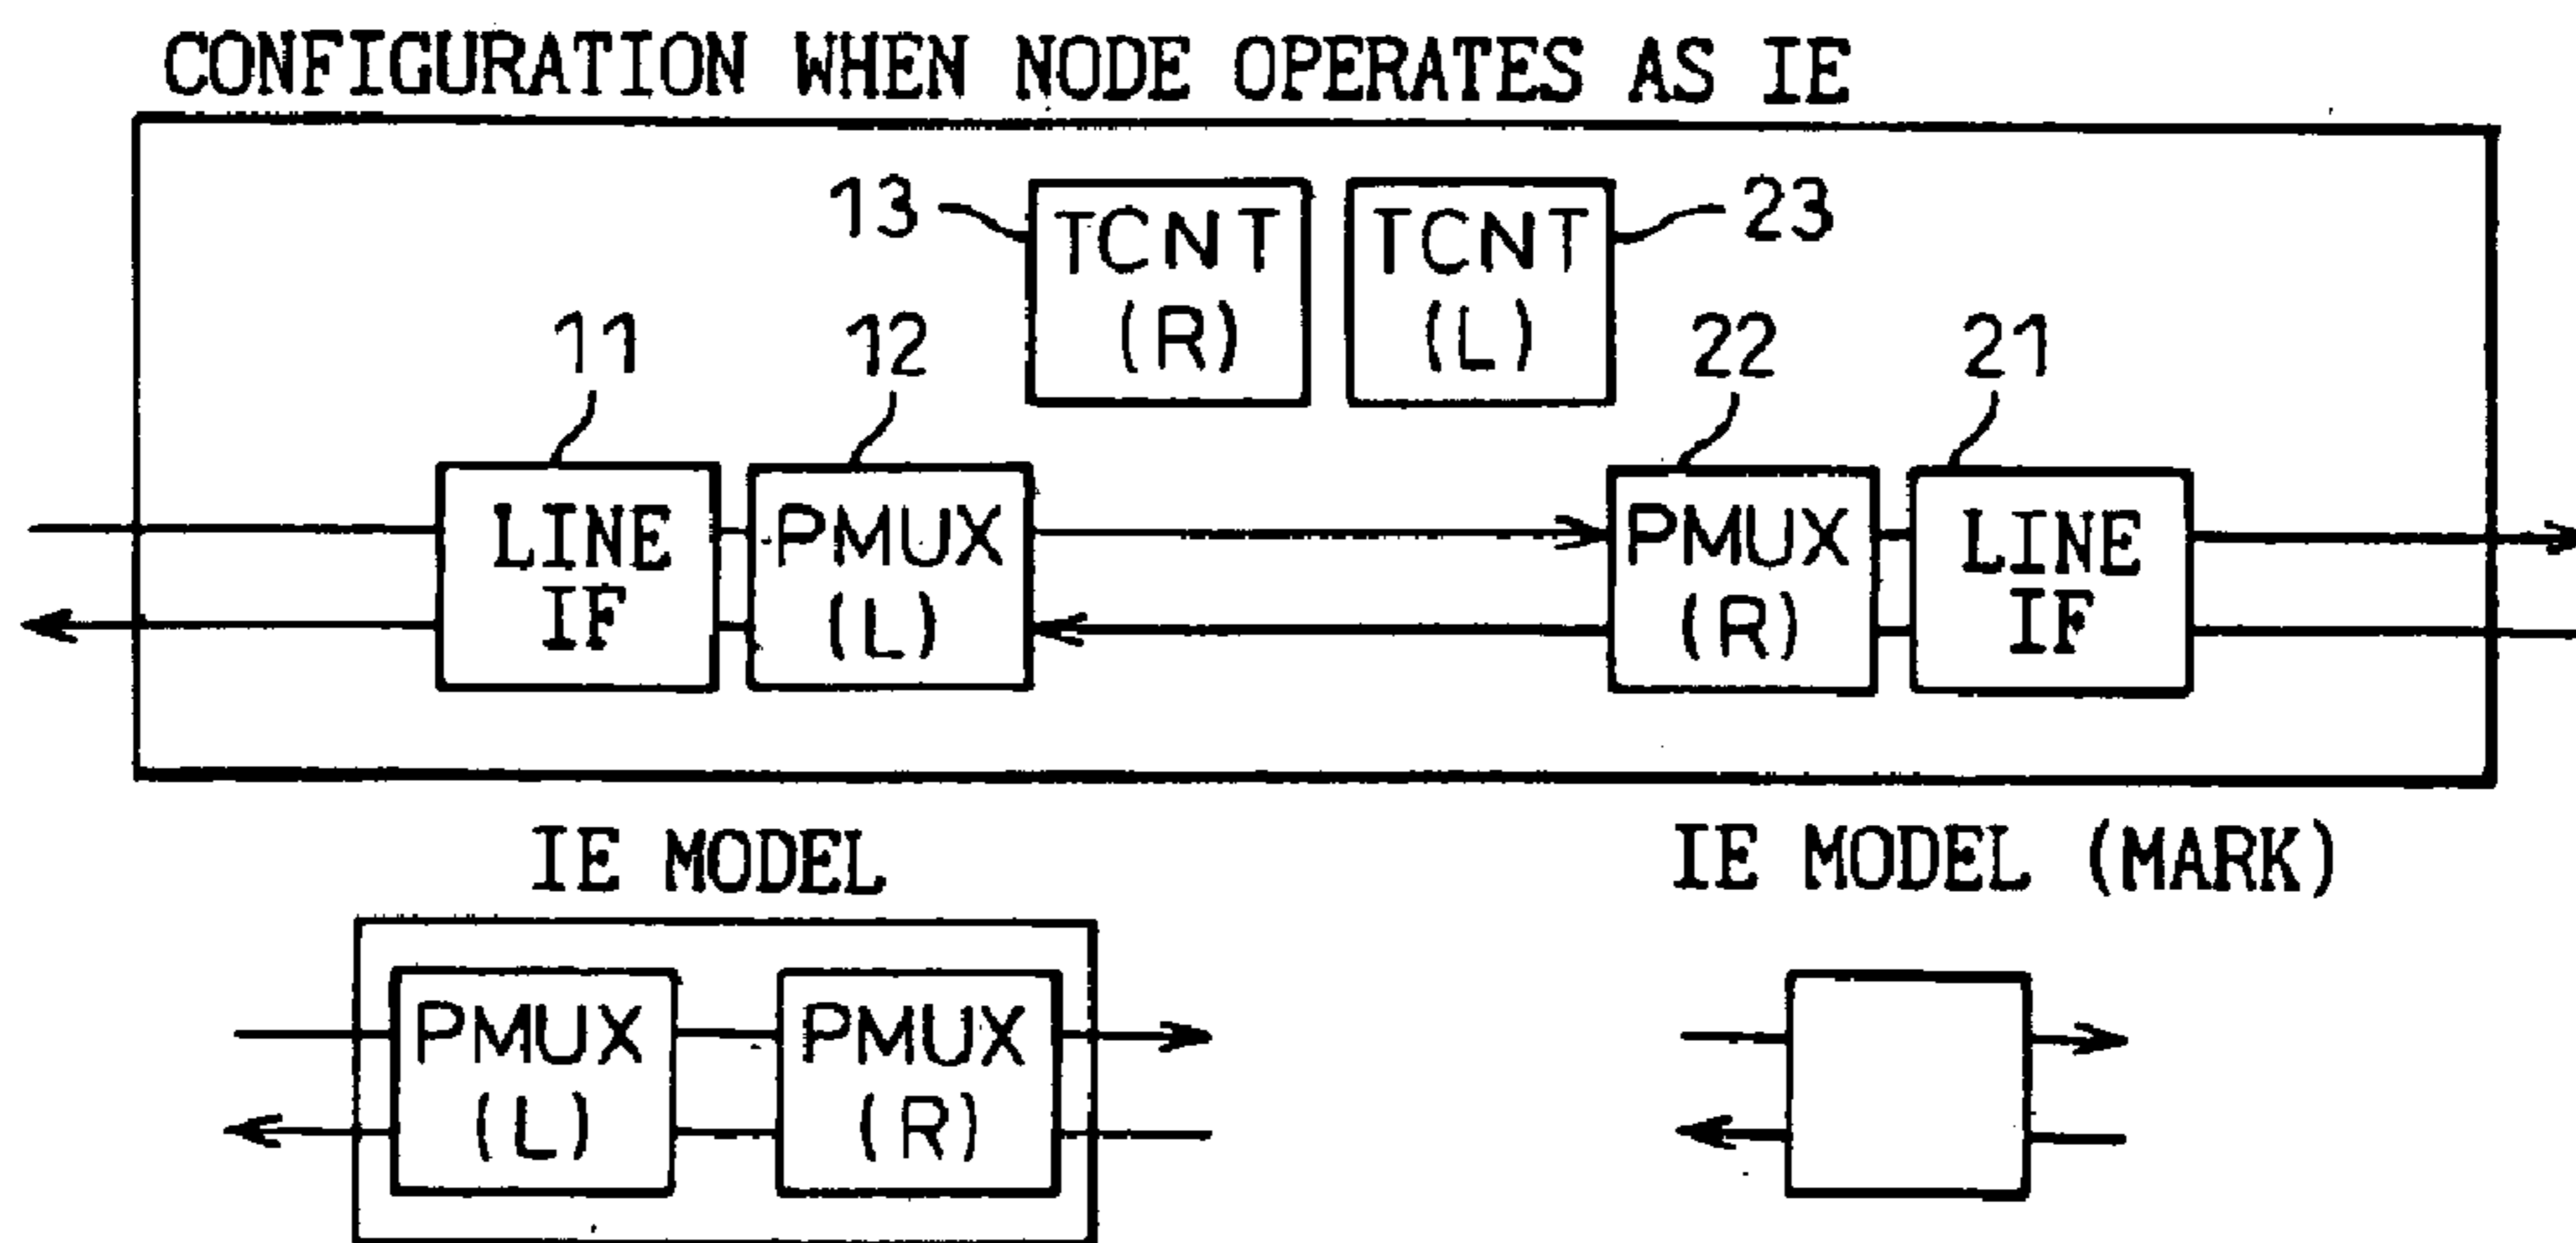 CONFIGURATION WHEN NODE OPERATES AS IE
13
TCNT
(R)
TCNT
(L)
23
11
12
22
21
LINE
IF
PMUX
(L)
PMUX
(R)
LINE
IF
IE MODEL
IE MODEL (MARK)
PMUX
(L)
PMUX
(R)